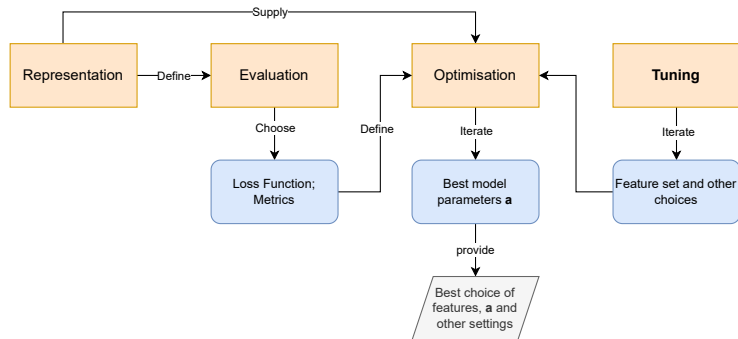 Supply
Representation
Define
Evaluation
Optimisation
Tuning
Choose
Define
Iterate
Iterate
Loss Function;
Metrics
Best model
parameters a
Feature set and other
choices
provide
Best choice of
features, a and
other settings